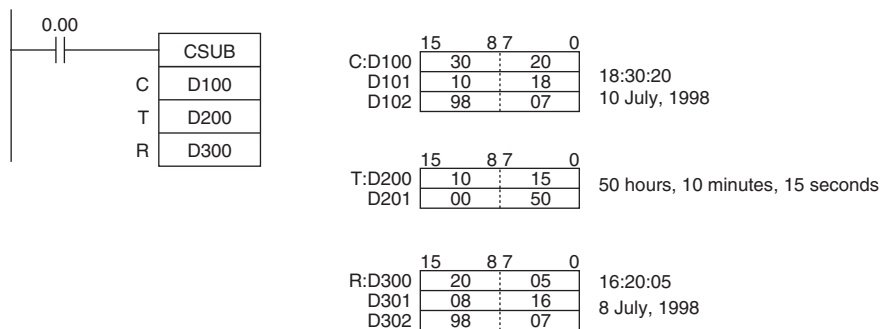 0.00
CSUB
C D100
T D200
R D300
15 8 7 0
C:D100 30 20
D101 10 18
D102 98 07
18:30:20
10 July, 1998
15 8 7 0
T:D200 10 15
D201 00 50
50 hours, 10 minutes, 15 seconds
15 8 7 0
R:D300 20 05
D301 08 16
D302 98 07
16:20:05
8 July, 1998